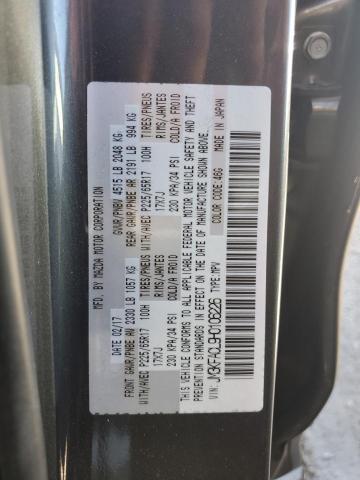 MFD. BY MAZDA MOTOR CORPORATION
DATE 02/17 GVWR/PNBV 4515 LB 2048 KG
FRONT GAWR/PNBE AV 2330 LB 1057 KG REAR GAWR/PNBE AR 2191 LB 994 KG
WITH/AVEC P225/65R17 100H TIRES/PNEUS WITH/AVEC P225/65R17 100H TIRES/PNEUS
17X7J RIMS/JANTES 17X7J RIMS/JANTES
230 KPA/34 PSI COLD/A FROID 230 KPA/34 PSI COLD/A FROID
THIS VEHICLE CONFORMS TO ALL APPLICABLE FEDERAL MOTOR VEHICLE SAFETY AND THEFT
PREVENTION STANDARDS IN EFFECT ON THE DATE OF MANUFACTURE SHOWN ABOVE.
COLOR CODE: 46G MADE IN JAPAN
VIN: TYPE: MPV